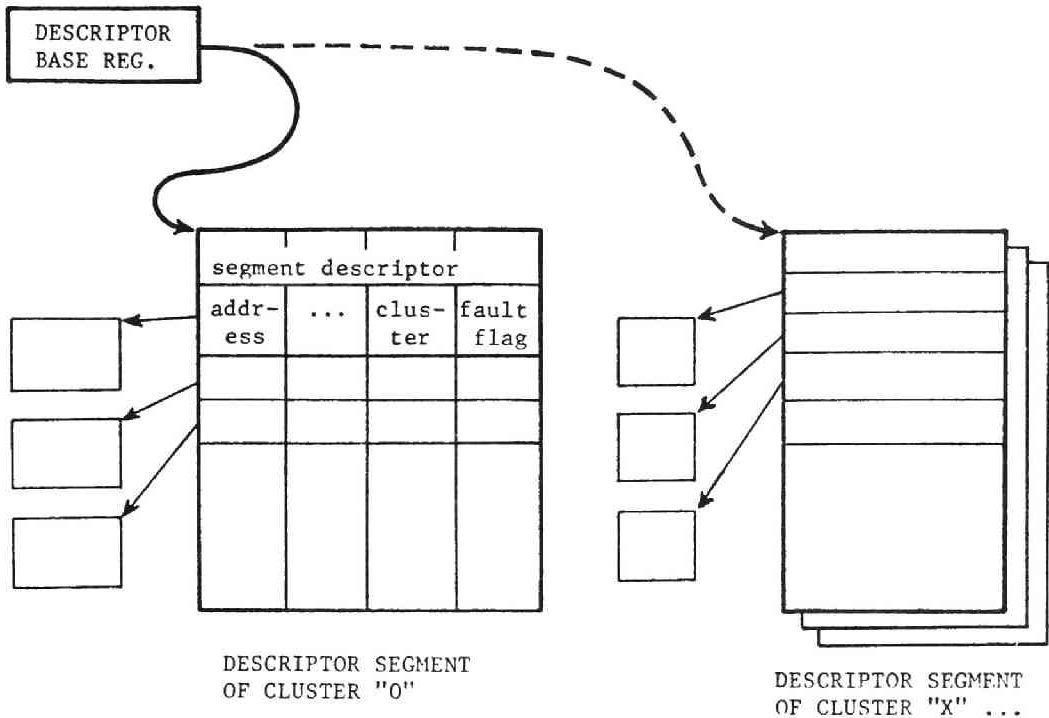 DESCRIPTOR
BASE REG.
segment descriptor
addr-
ess
...
clus-
ter
fault
flag
DESCRIPTOR SEGMENT
OF CLUSTER "O"
DESCRIPTOR SEGMENT
OF CLUSTER "X" ...